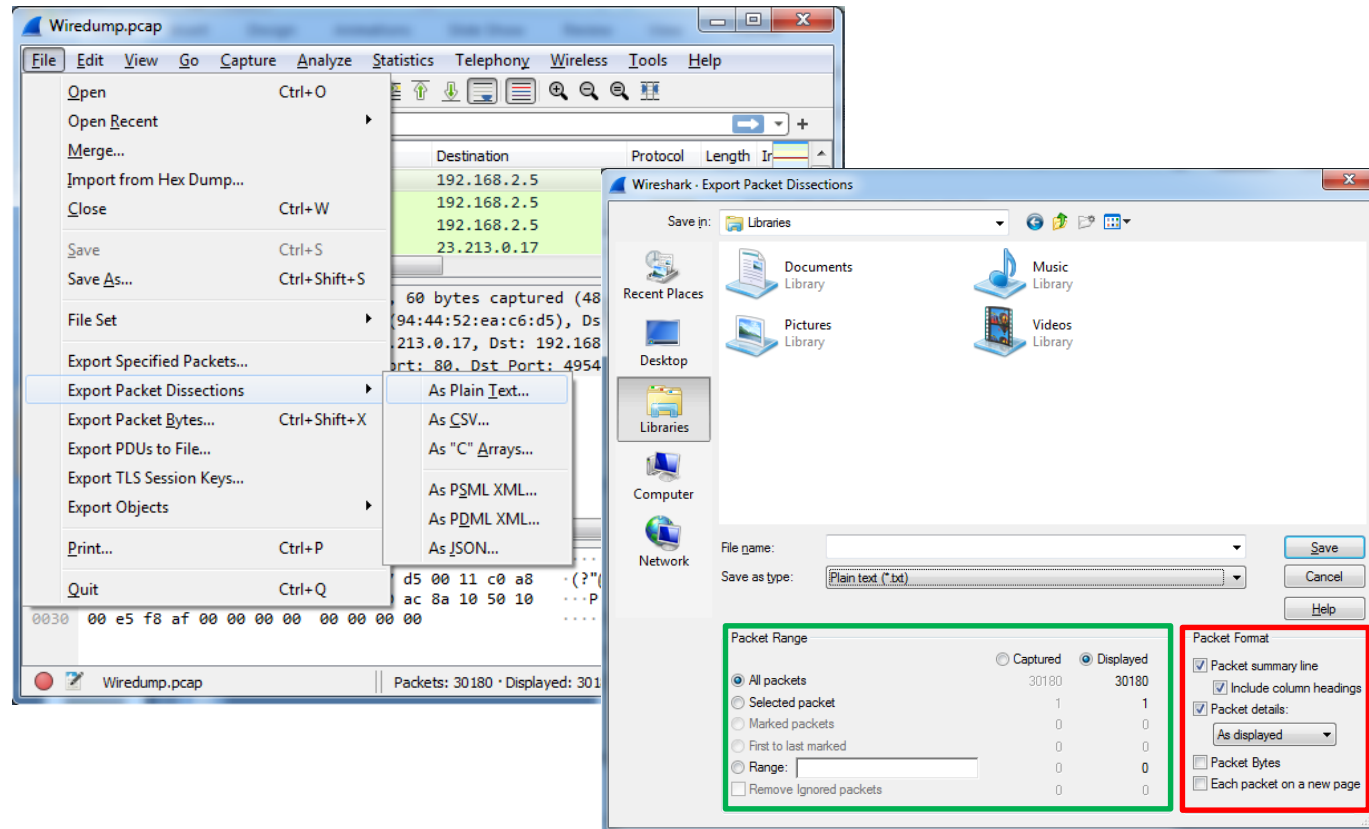 Wiredump.pcap
File Edit View Go Capture Analyze Statistics Telephony Wireless Tools Help
Open Ctrl+O
Open Recent
Merge...
Import from Hex Dump...
Close Ctrl+W
Save Ctrl+S
Save As... Ctrl+Shift+S
File Set
Export Specified Packets...
Export Packet Dissections
Export Packet Bytes... Ctrl+Shift+X
Export PDUs to File...
Export TLS Session Keys...
Export Objects
Print... Ctrl+P
Quit Ctrl+Q
As Plain Text...
As CSV...
As "C" Arrays...
As PSML XML...
As PDML XML...
As JSON...
Destination Protocol Length
192.168.2.5
192.168.2.5
192.168.2.5
23.213.0.17
, 60 bytes captured (48
(94:44:52:ea:c6:d5), Ds
.213.0.17, Dst: 192.168
ort: 80, Dst Port: 4954
d5 00 11 c0 a8 ·(?"
ac 8a 10 50 10 ···P
0030 00 e5 f8 af 00 00 00 00 00 00 00 00 ····
Wiredump.pcap Packets: 30180 · Displayed: 301
Wireshark · Export Packet Dissections
Save in: Libraries
Recent Places
Desktop
Libraries
Computer
Network
Documents
Library
Music
Library
Pictures
Library
Videos
Library
File name: Save
Save as type: Plain text (*.txt) Cancel
Help
Packet Range
Captured Displayed
All packets 30180 30180
Selected packet 1 1
Marked packets 0 0
First to last marked 0 0
Range: 0 0
Remove Ignored packets 0 0
Packet Format
Packet summary line
Include column headings
Packet details:
As displayed
Packet Bytes
Each packet on a new page